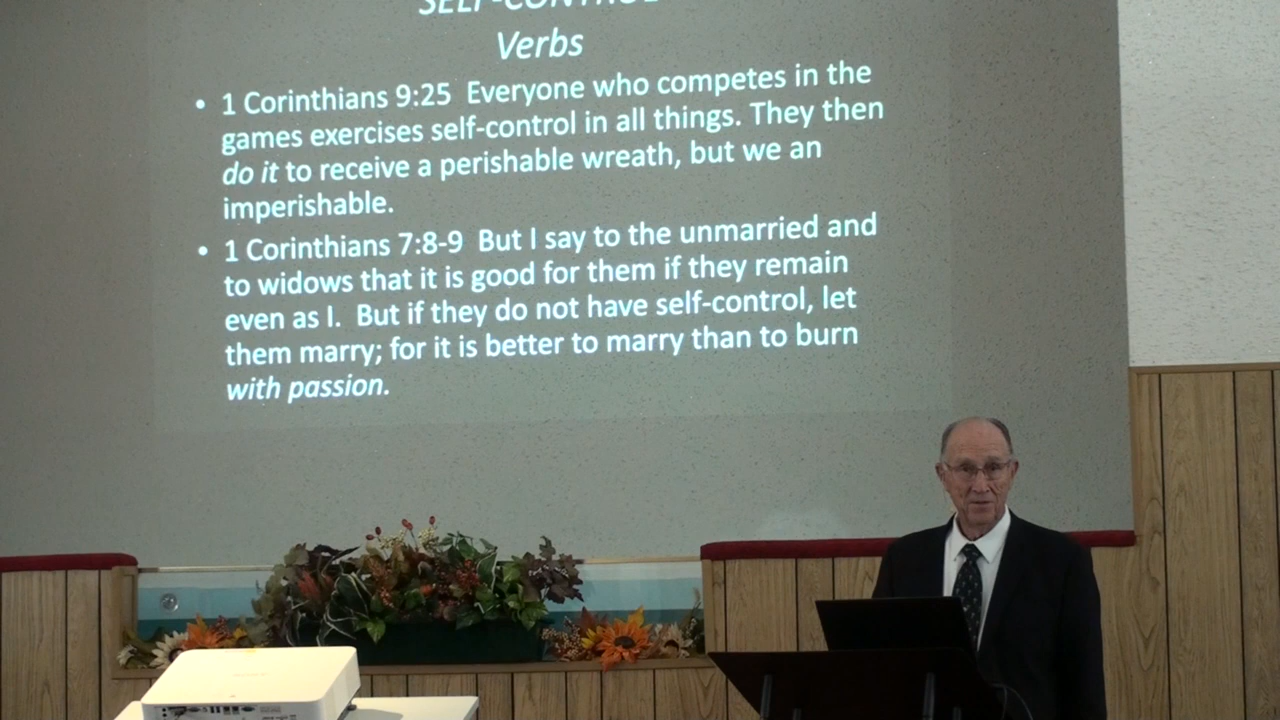 SELF-CONTROL
Verbs
• 1 Corinthians 9:25 Everyone who competes in the
games exercises self-control in all things. They then
do it to receive a perishable wreath, but we an
imperishable.
• 1 Corinthians 7:8-9 But I say to the unmarried and
to widows that it is good for them if they remain
even as I. But if they do not have self-control, let
them marry; for it is better to marry than to burn
with passion.